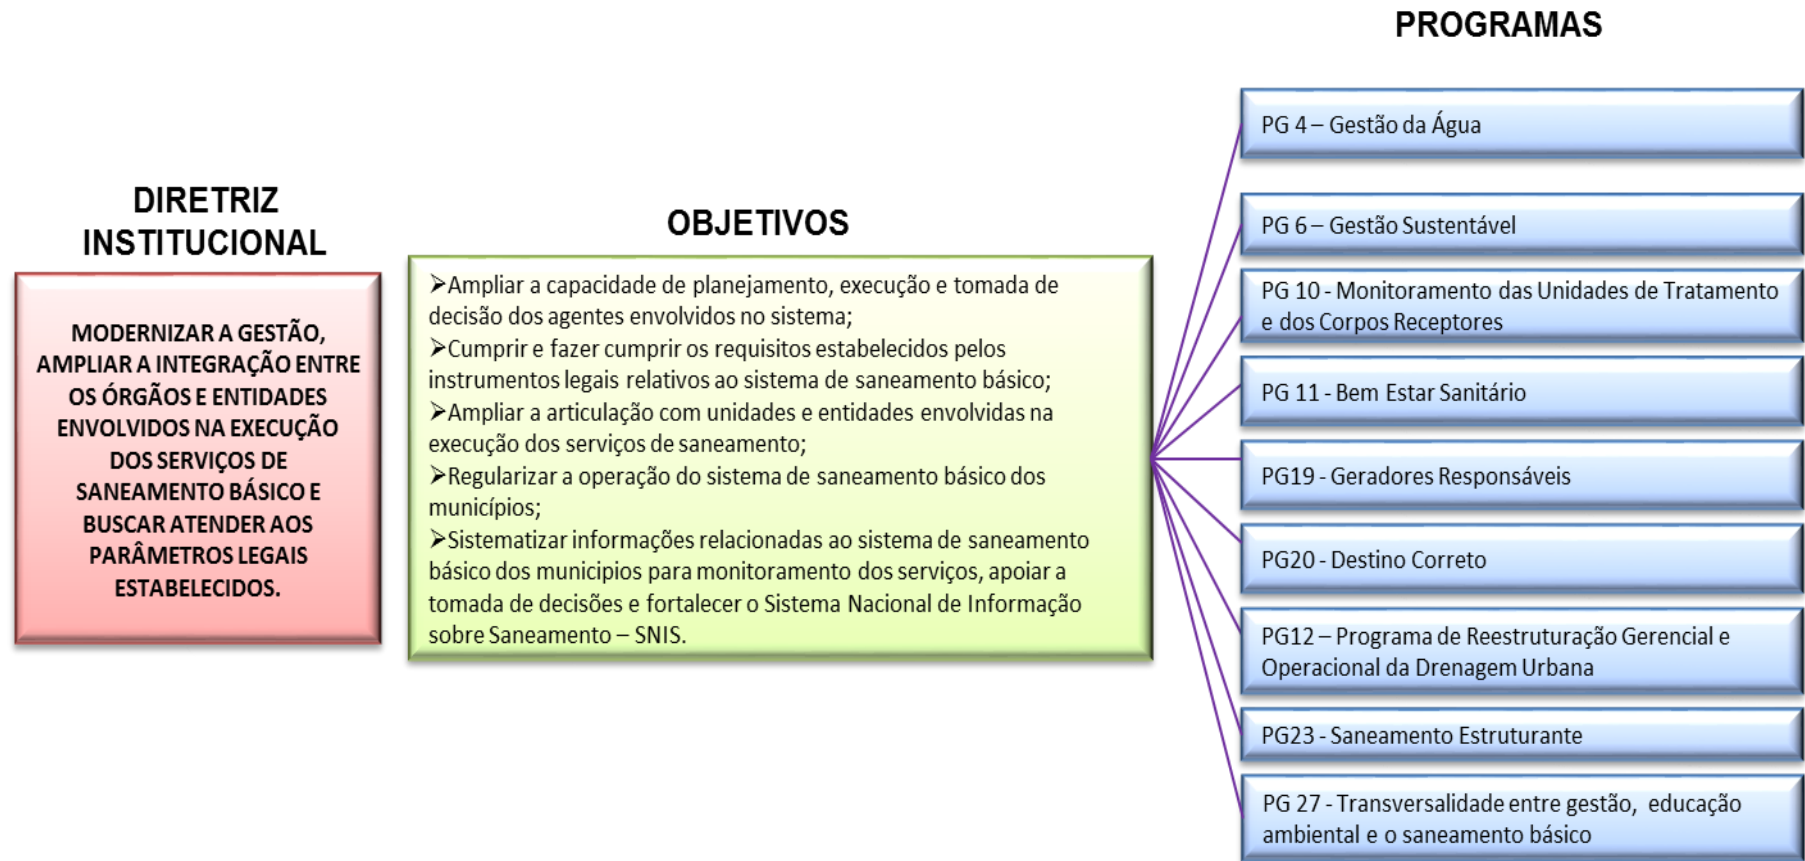 DIRETRIZ
INSTITUCIONAL
MODERNIZAR A GESTÃO,
AMPLIAR A INTEGRAÇÃO ENTRE
OS ÓRGÃOS E ENTIDADES
ENVOLVIDOS NA EXECUÇÃO
DOS SERVIÇOS DE
SANEAMENTO BÁSICO E
BUSCAR ATENDER AOS
PARÂMETROS LEGAIS
ESTABELECIDOS.
OBJETIVOS
➢Ampliar a capacidade de planejamento, execução e tomada de
decisão dos agentes envolvidos no sistema;
➢Cumprir e fazer cumprir os requisitos estabelecidos pelos
instrumentos legais relativos ao sistema de saneamento básico;
➢Ampliar a articulação com unidades e entidades envolvidas na
execução dos serviços de saneamento;
➢Regularizar a operação do sistema de saneamento básico dos
municípios;
➢Sistematizar informações relacionadas ao sistema de saneamento
básico dos municipios para monitoramento dos serviços, apoiar a
tomada de decisões e fortalecer o Sistema Nacional de Informação
sobre Saneamento – SNIS.
PROGRAMAS
PG 4 – Gestão da Água
PG 6 – Gestão Sustentável
PG 10 - Monitoramento das Unidades de Tratamento
e dos Corpos Receptores
PG 11 - Bem Estar Sanitário
PG19 - Geradores Responsáveis
PG20 - Destino Correto
PG12 – Programa de Reestruturação Gerencial e
Operacional da Drenagem Urbana
PG23 - Saneamento Estruturante
PG 27 - Transversalidade entre gestão, educação
ambiental e o saneamento básico